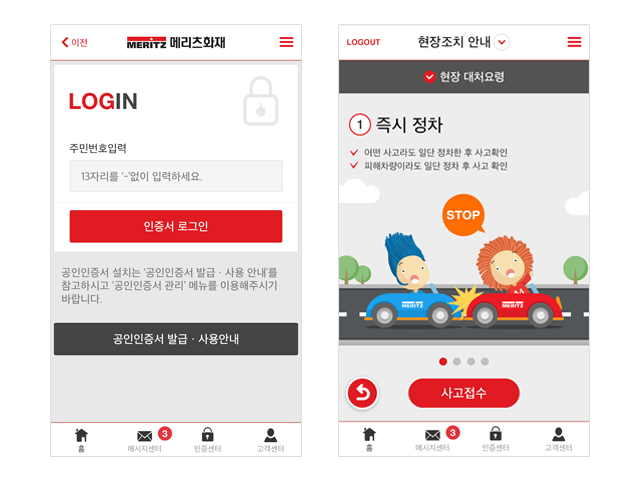 이전
MERITZ 메리츠화재
LOGIN
주민번호입력
13자리를 '-'없이 입력하세요.
인증서 로그인
공인인증서 설치는 '공인인증서 발급 · 사용 안내'를
참고하시고 '공인인증서 관리' 메뉴를 이용해주시기
바랍니다.
공인인증서 발급 · 사용안내
홈
메시지센터
3
인증센터
고객센터
LOGOUT
현장조치 안내
현장 대처요령
1 즉시 정차
어떤 사고라도 일단 정차한 후 사고확인
피해차량이라도 일단 정차 후 사고 확인
STOP
MERITZ
MERITZ
사고접수
홈
메시지센터
3
인증센터
고객센터